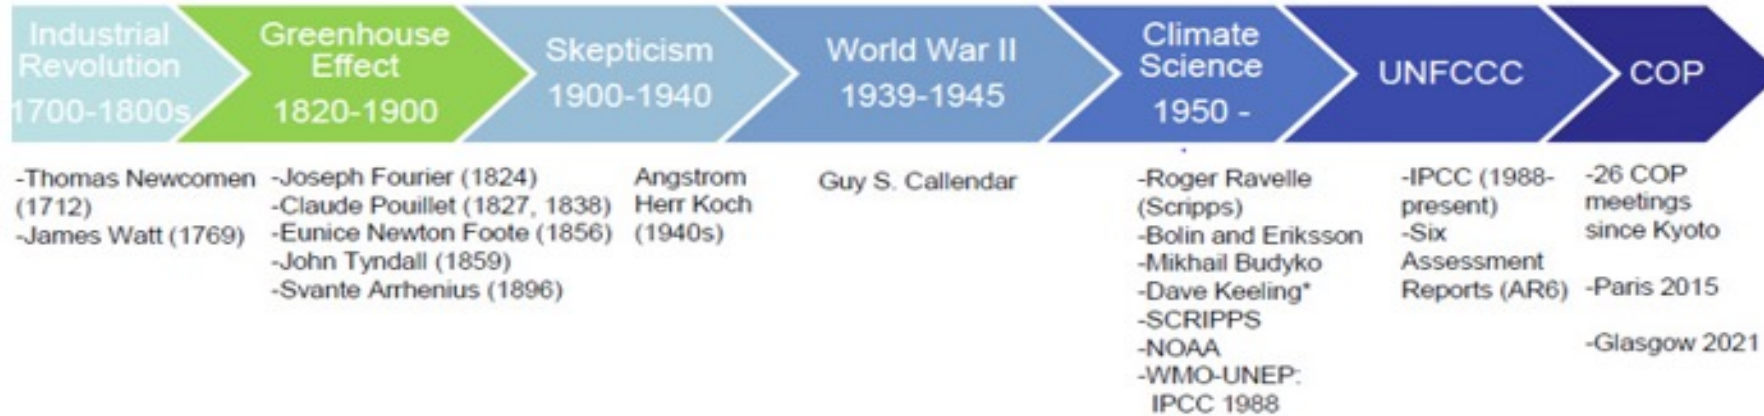 Industrial
Revolution
1700-1800s
Greenhouse
Effect
1820-1900
Skepticism
1900-1940
World War II
1939-1945
Climate
Science
1950 -
UNFCCC
COP
-Thomas Newcomen
(1712)
-James Watt (1769)
-Joseph Fourier (1824)
-Claude Pouillet (1827, 1838)
-Eunice Newton Foote (1856)
-John Tyndall (1859)
-Svante Arrhenius (1896)
Angstrom
Herr Koch
(1940s)
Guy S. Callendar
-Roger Ravelle
(Scripps)
-Bolin and Eriksson
-Mikhail Budyko
-Dave Keeling*
-SCRIPPS
-NOAA
-WMO-UNEP:
IPCC 1988
-IPCC (1988-
present)
-Six
Assessment
Reports (AR6)
-26 COP
meetings
since Kyoto
-Paris 2015
-Glasgow 2021